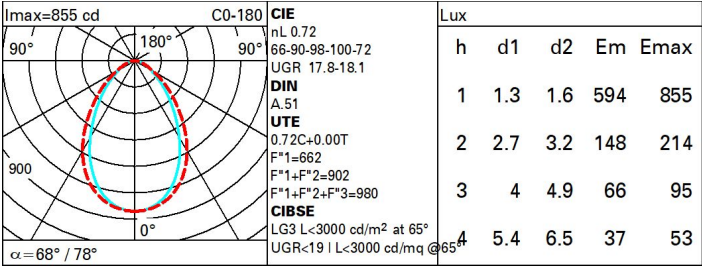 Imax=855 cd C0-180
90° 180° 90°
900
0°
α=68° / 78°
CIE
nL 0.72
66-90-98-100-72
UGR 17.8-18.1
DIN
A.51
UTE
0.72C+0.00T
F"1=662
F"1+F"2=902
F"1+F"2+F"3=980
CIBSE
LG3 L<3000 cd/m² at 65°
UGR<19 | L<3000 cd/mq @65°
Lux
h d1 d2 Em Emax
1 1.3 1.6 594 855
2 2.7 3.2 148 214
3 4 4.9 66 95
4 5.4 6.5 37 53